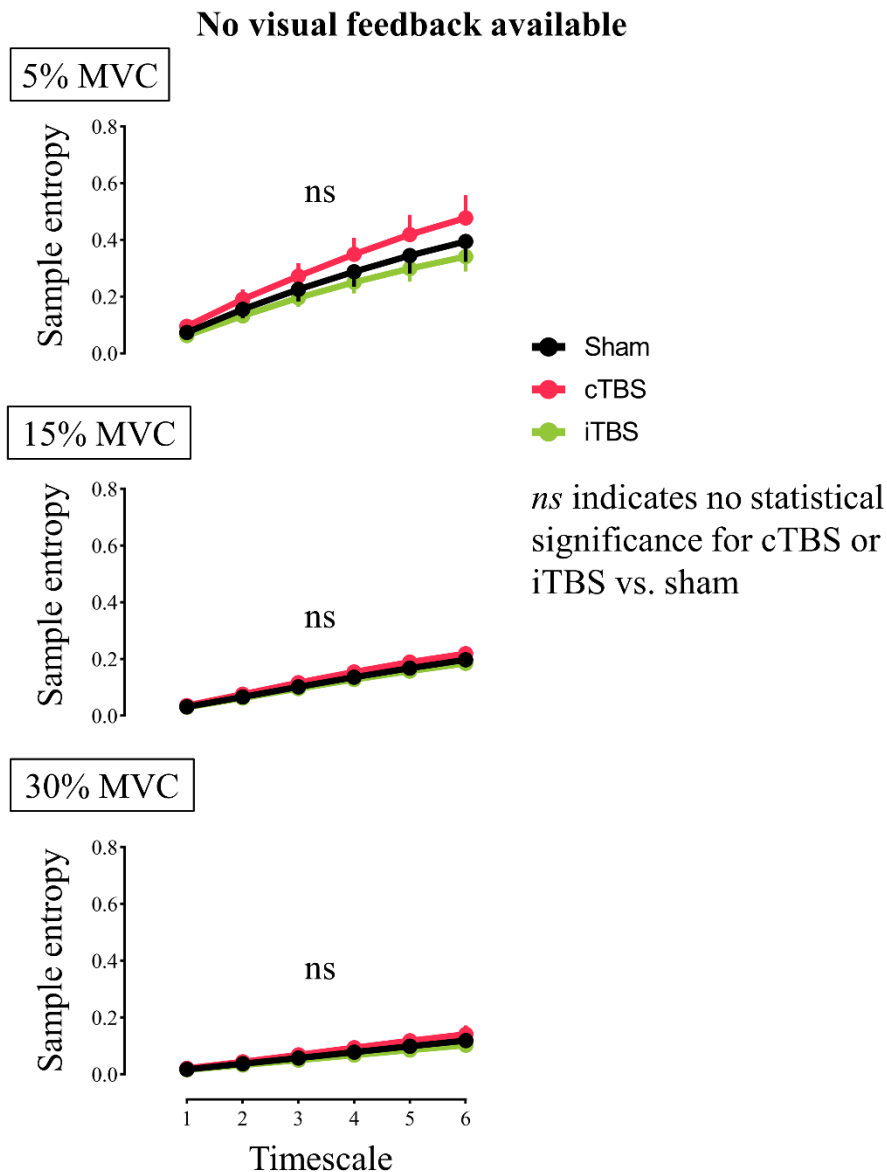 No visual feedback available
5% MVC
Sample entropy
0.8
0.6
0.4
0.2
0.0
ns
Sham
cTBS
iTBS
ns indicates no statistical
significance for cTBS or
iTBS vs. sham
15% MVC
Sample entropy
0.8
0.6
0.4
0.2
0.0
ns
30% MVC
Sample entropy
0.8
0.6
0.4
0.2
0.0
ns
1 2 3 4 5 6
Timescale